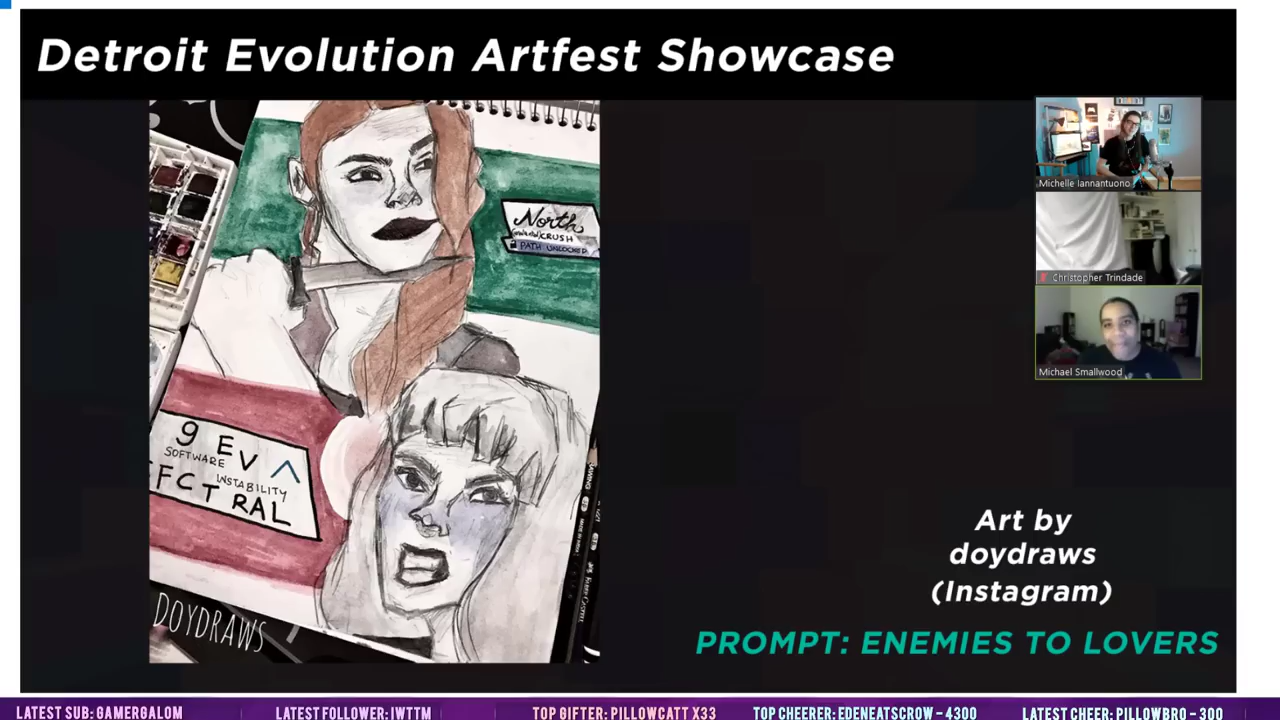 Detroit Evolution Artfest Showcase
Michelle Iannantuono
Christopher Trindade
Michael Smallwood
North
CRUSH
PATH UNLOCKED
9 EV ^
SOFTWARE
INSTABILITY
FCT RAL
DOYDRAWS
Art by
doydraws
(Instagram)
PROMPT: ENEMIES TO LOVERS
LATEST SUB: GAMERGALOM
LATEST FOLLOWER: IWTTM
TOP GIFTER: PILLOWCATT X33
TOP CHEERER: EDENEATSCROW - 4300
LATEST CHEER: PILLOWBRO - 300